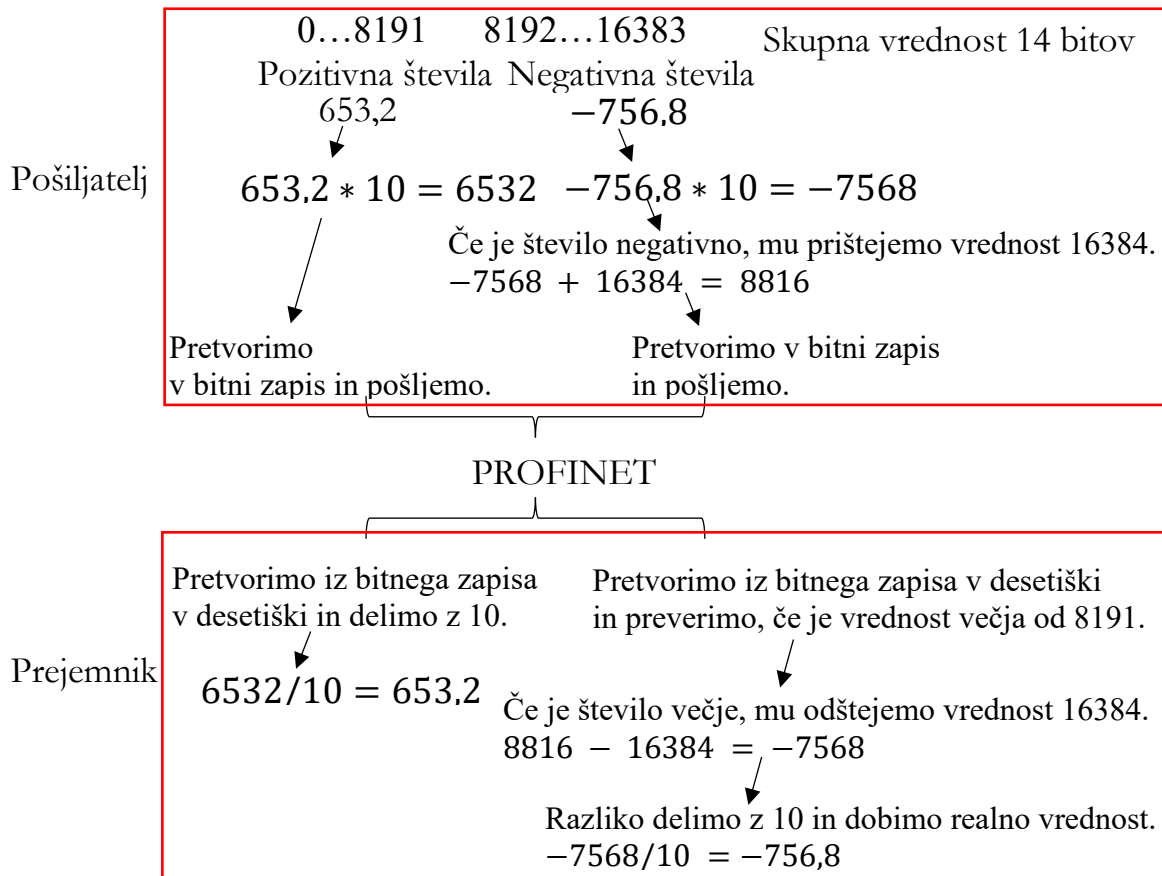 0…8191 8192…16383 Skupna vrednost 14 bitov
Pozitivna števila Negativna števila
653,2 −756,8
Pošiljatelj
653,2 ∗ 10 = 6532 −756,8 ∗ 10 = −7568
Če je število negativno, mu prištejemo vrednost 16384.
−7568 + 16384 = 8816
Pretvorimo
v bitni zapis in pošljemo.
Pretvorimo v bitni zapis
in pošljemo.
PROFINET
Prejemnik
Pretvorimo iz bitnega zapisa
v desetiški in delimo z 10.
6532/10 = 653,2
Pretvorimo iz bitnega zapisa v desetiški
in preverimo, če je vrednost večja od 8191.
Če je število večje, mu odštejemo vrednost 16384.
8816 − 16384 = −7568
Razliko delimo z 10 in dobimo realno vrednost.
−7568/10 = −756,8